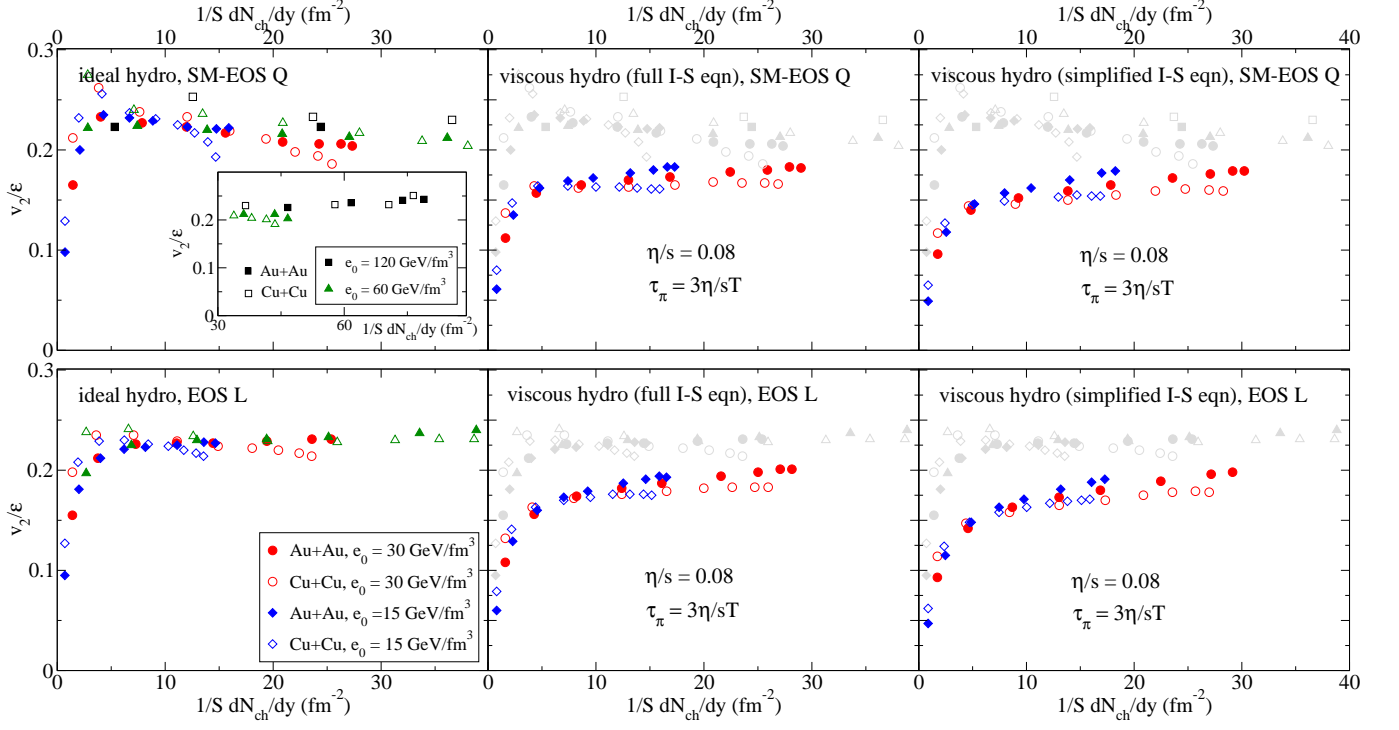 1/S dN_ch/dy (fm^-2) 1/S dN_ch/dy (fm^-2) 1/S dN_ch/dy (fm^-2)
0 10 20 30 0 10 20 30 0 10 20 30 40
0.3
ideal hydro, SM-EOS Q
viscous hydro (full I-S eqn), SM-EOS Q
viscous hydro (simplified I-S eqn), SM-EOS Q
0.2
v_2/ε
0.1
0
v_2/ε
0.2
0.1
0
30 60
1/S dN_ch/dy (fm^-2)
Au+Au
Cu+Cu
e_0 = 120 GeV/fm^3
e_0 = 60 GeV/fm^3
η/s = 0.08
τ_π = 3η/sT
η/s = 0.08
τ_π = 3η/sT
0.3
ideal hydro, EOS L
viscous hydro (full I-S eqn), EOS L
viscous hydro (simplified I-S eqn), EOS L
0.2
v_2/ε
0.1
0
Au+Au, e_0 = 30 GeV/fm^3
Cu+Cu, e_0 = 30 GeV/fm^3
Au+Au, e_0 =15 GeV/fm^3
Cu+Cu, e_0 = 15 GeV/fm^3
η/s = 0.08
τ_π = 3η/sT
η/s = 0.08
τ_π = 3η/sT
0 10 20 30 0 10 20 30 0 10 20 30 40
1/S dN_ch/dy (fm^-2) 1/S dN_ch/dy (fm^-2) 1/S dN_ch/dy (fm^-2)